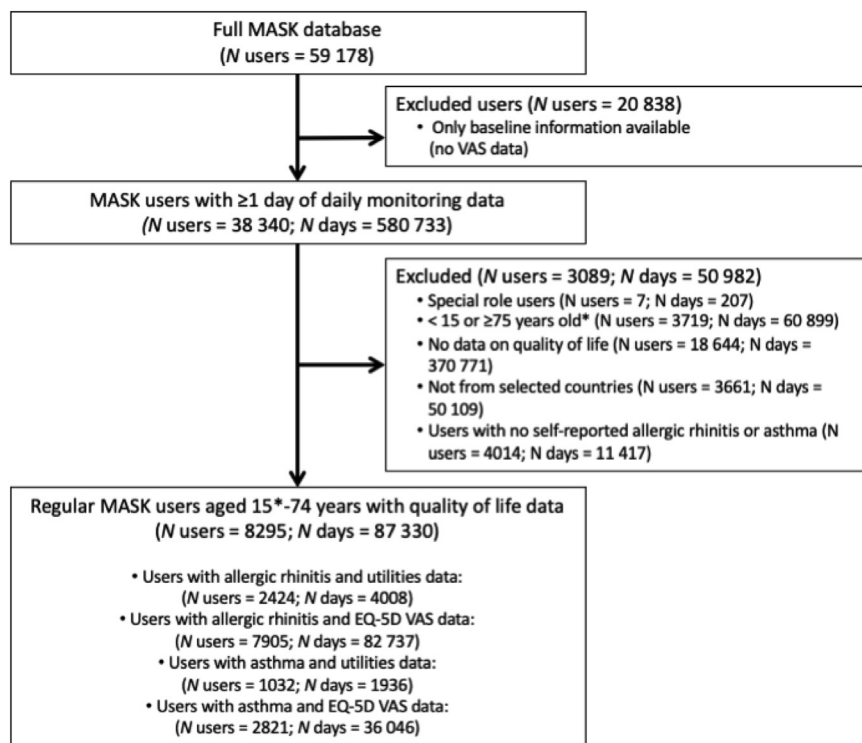 Full MASK database
(N users = 59 178)
Excluded users (N users = 20 838)
• Only baseline information available
(no VAS data)
MASK users with ≥1 day of daily monitoring data
(N users = 38 340; N days = 580 733)
Excluded (N users = 3089; N days = 50 982)
• Special role users (N users = 7; N days = 207)
• < 15 or ≥75 years old* (N users = 3719; N days = 60 899)
• No data on quality of life (N users = 18 644; N days =
370 771)
• Not from selected countries (N users = 3661; N days =
50 109)
• Users with no self-reported allergic rhinitis or asthma (N
users = 4014; N days = 11 417)
Regular MASK users aged 15*-74 years with quality of life data
(N users = 8295; N days = 87 330)
• Users with allergic rhinitis and utilities data:
(N users = 2424; N days = 4008)
• Users with allergic rhinitis and EQ-5D VAS data:
(N users = 7905; N days = 82 737)
• Users with asthma and utilities data:
(N users = 1032; N days = 1936)
• Users with asthma and EQ-5D VAS data:
(N users = 2821; N days = 36 046)